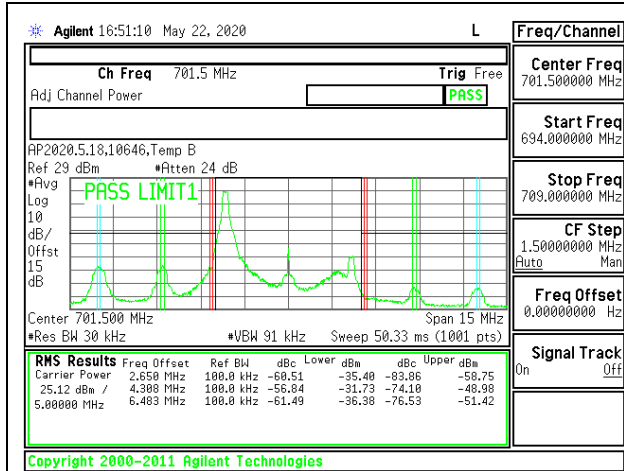 Agilent 16:51:10 May 22, 2020 L
Freq/Channel
Ch Freq 701.5 MHz Trig Free
Adj Channel Power PASS
AP2020.5.18,10646,Temp B
Ref 29 dBm #Atten 24 dB
#Avg
Log
10
dB/
Offst
15
dB
PASS LIMIT1
Center 701.500 MHz Span 15 MHz
#Res BW 30 kHz #VBW 91 kHz Sweep 50.33 ms (1001 pts)
RMS Results Freq Offset Ref BW dBc Lower dBm dBc Upper dBm
Carrier Power 2.650 MHz 100.0 kHz -60.51 -35.40 -83.86 -58.75
25.12 dBm / 4.308 MHz 100.0 kHz -56.84 -31.73 -74.10 -48.98
5.00000 MHz 6.483 MHz 100.0 kHz -61.49 -36.38 -76.53 -51.42
Center Freq
701.500000 MHz
Start Freq
694.000000 MHz
Stop Freq
709.000000 MHz
CF Step
1.50000000 MHz
Auto Man
Freq Offset
0.00000000 Hz
Signal Track
On Off
Copyright 2000-2011 Agilent Technologies